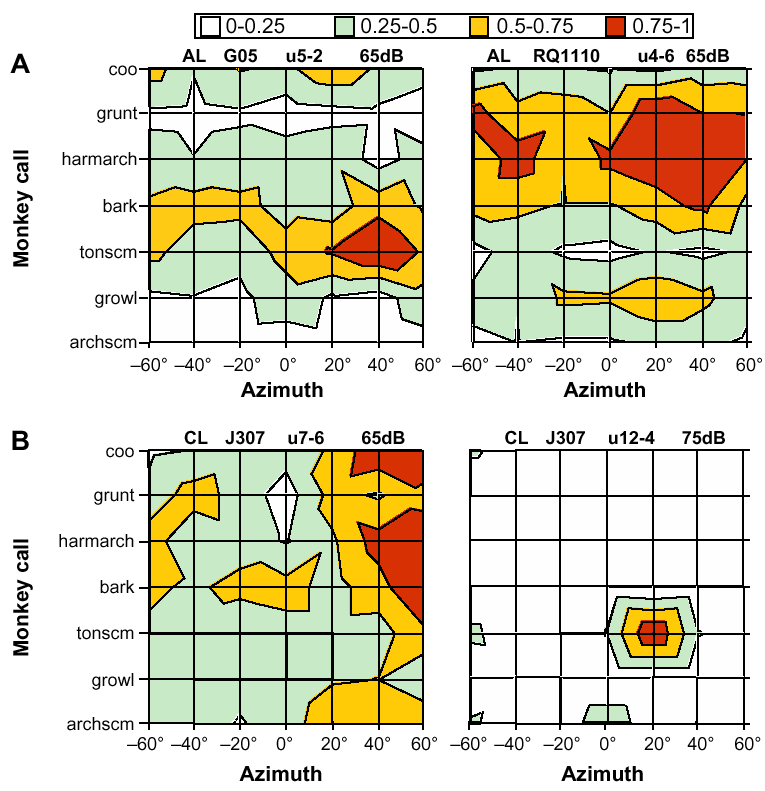 0-0.25 0.25-0.5 0.5-0.75 0.75-1
A AL G05 u5-2 65dB AL RQ1110 u4-6 65dB
coo
grunt
harmarch
bark
tonscm
growl
archscm
Monkey call
–60° –40° –20° 0° 20° 40° 60° –60° –40° –20° 0° 20° 40° 60°
Azimuth Azimuth
B CL J307 u7-6 65dB CL J307 u12-4 75dB
coo
grunt
harmarch
bark
tonscm
growl
archscm
Monkey call
–60° –40° –20° 0° 20° 40° 60° –60° –40° –20° 0° 20° 40° 60°
Azimuth Azimuth